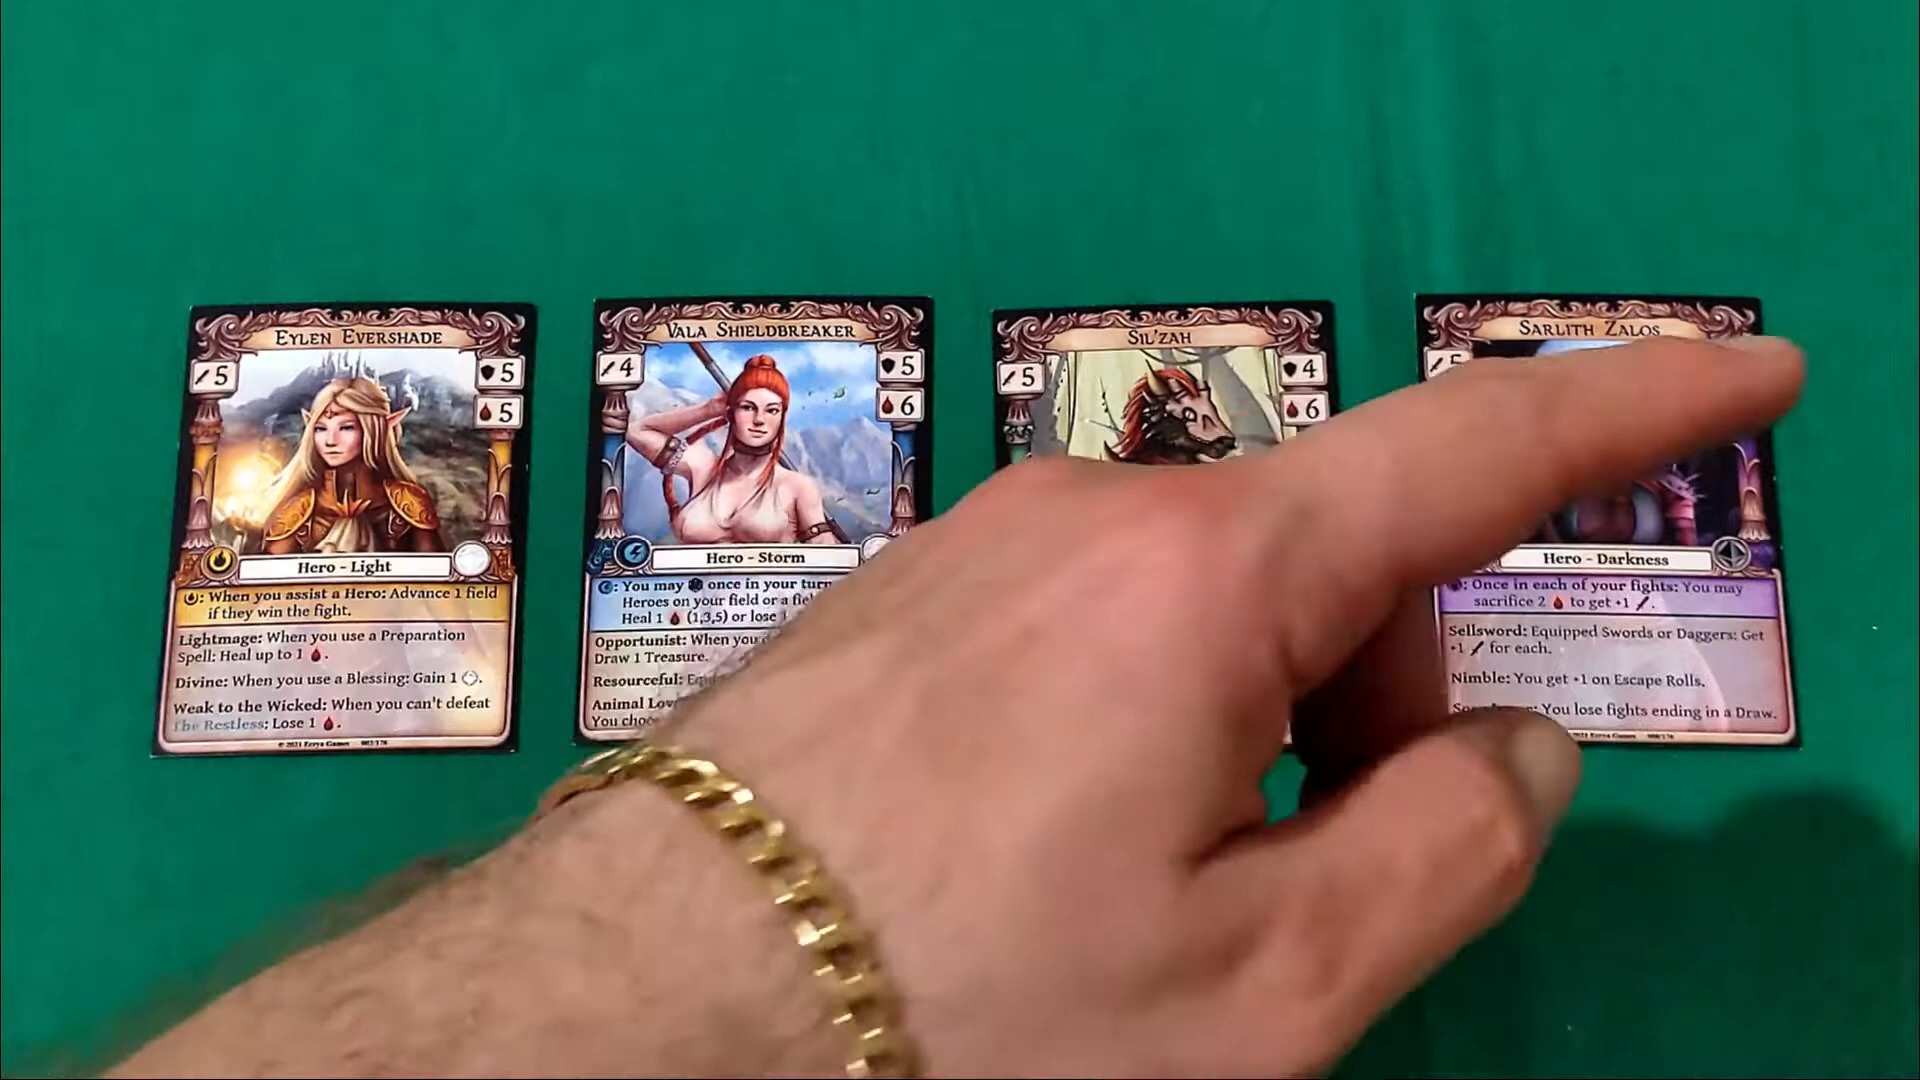 EYLEN EVERSHADE
5
5
5
Hero - Light
: When you assist a Hero: Advance 1 field
if they win the fight.
Lightmage: When you use a Preparation
Spell: Heal up to 1 .
Divine: When you use a Blessing: Gain 1 .
Weak to the Wicked: When you can't defeat
The Restless: Lose 1 .
© 2021 Eerya Games
VALA SHIELDBREAKER
4
5
6
Hero - Storm
: You may once in your turn
Heroes on your field or a
Heal 1 (1,3,5) or lose
Opportunist: When you
Draw 1 Treasure.
Resourceful:
Animal
You
SIL'ZAH
5
4
6
SARLITH ZALOS
Hero - Darkness
: Once in each of your fights: You may
sacrifice 2 to get +1 .
Sellsword: Equipped Swords or Daggers: Get
+1 for each.
Nimble: You get +1 on Escape Rolls.
You lose fights ending in a Draw.